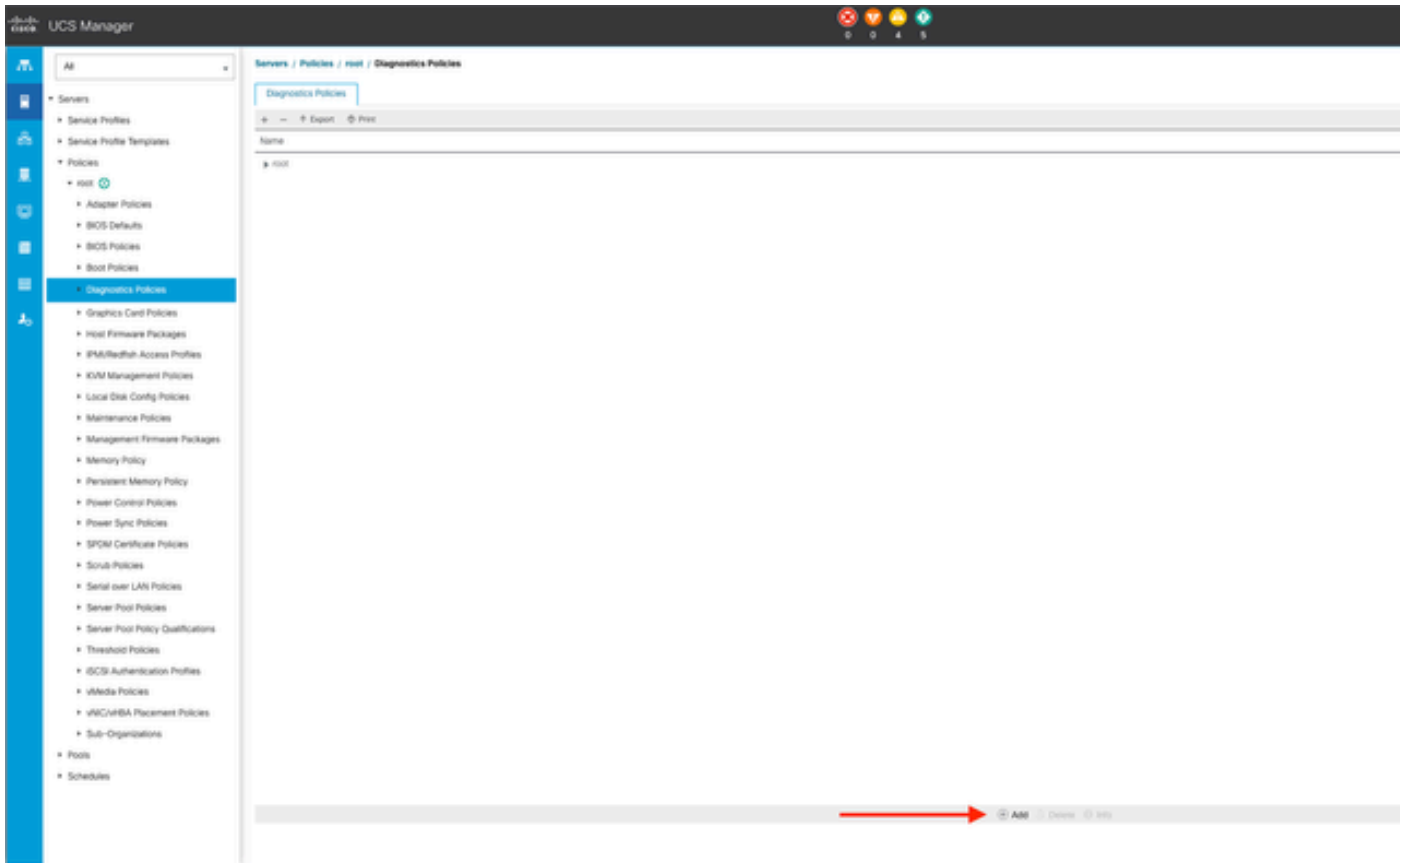 CISCO UCS Manager
0 0 4 5
All
Servers / Policies / root / Diagnostics Policies
Diagnostics Policies
+ − Export Print
Name
root
Servers
Service Profiles
Service Profile Templates
Policies
root
Adapter Policies
BIOS Defaults
BIOS Policies
Boot Policies
Diagnostics Policies
Graphics Card Policies
Host Firmware Packages
IPMI/Redfish Access Profiles
KVM Management Policies
Local Disk Config Policies
Maintenance Policies
Management Firmware Packages
Memory Policy
Persistent Memory Policy
Power Control Policies
Power Sync Policies
SPDM Certificate Policies
Scrub Policies
Serial over LAN Policies
Server Pool Policies
Server Pool Policy Qualifications
Threshold Policies
iSCSI Authentication Profiles
vMedia Policies
vNIC/vHBA Placement Policies
Sub-Organizations
Pools
Schedules
Add Delete Info